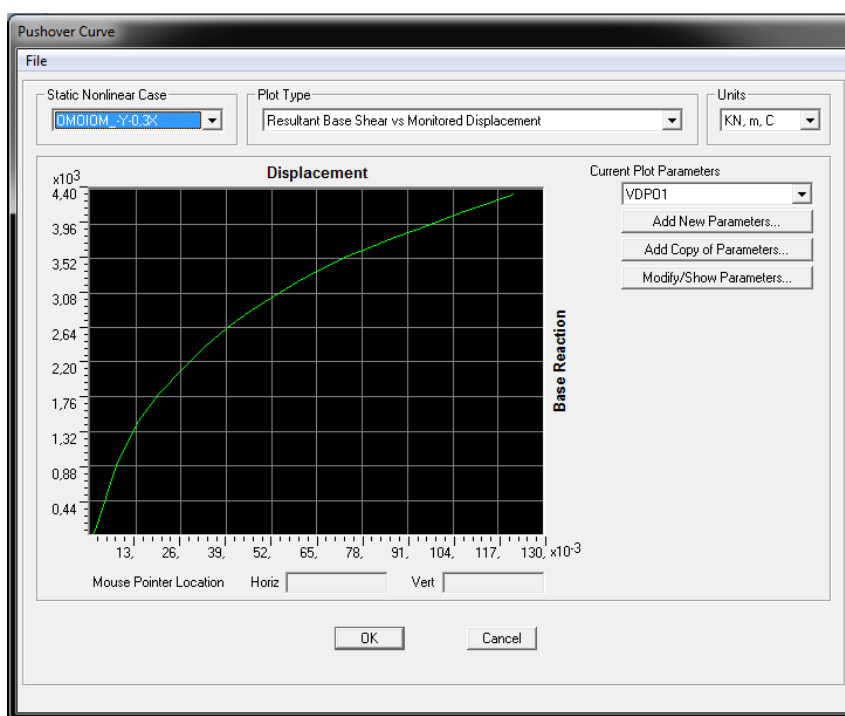 Pushover Curve
File
Static Nonlinear Case
OMOIOM_-Y-0,3X
Plot Type
Resultant Base Shear vs Monitored Displacement
Units
KN, m, C
Displacement
x10³
4,40
3,96
3,52
3,08
2,64
2,20
1,76
1,32
0,88
0,44
13, 26, 39, 52, 65, 78, 91, 104, 117, 130, x10⁻³
Base Reaction
Current Plot Parameters
VDPO1
Add New Parameters...
Add Copy of Parameters...
Modify/Show Parameters...
Mouse Pointer Location Horiz Vert
OK Cancel